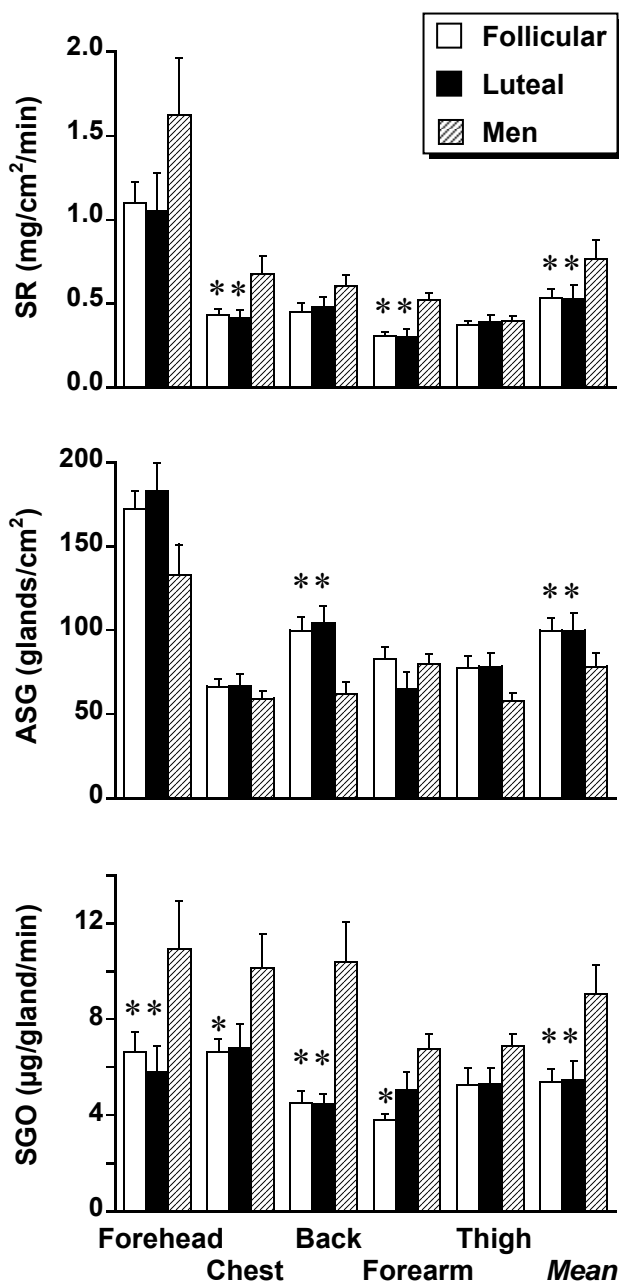 Follicular
Luteal
Men
SR (mg/cm²/min)
2.0
1.5
1.0
0.5
0.0
* * * * * *
ASG (glands/cm²)
200
150
100
50
0
* * * *
SGO (µg/gland/min)
12
8
4
0
* * * * * * * *
Forehead Back Thigh
Chest Forearm Mean